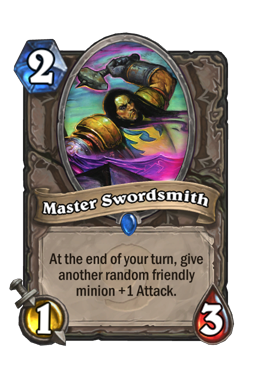 2
Master Swordsmith
At the end of your turn, give
another random friendly
minion +1 Attack.
1
3